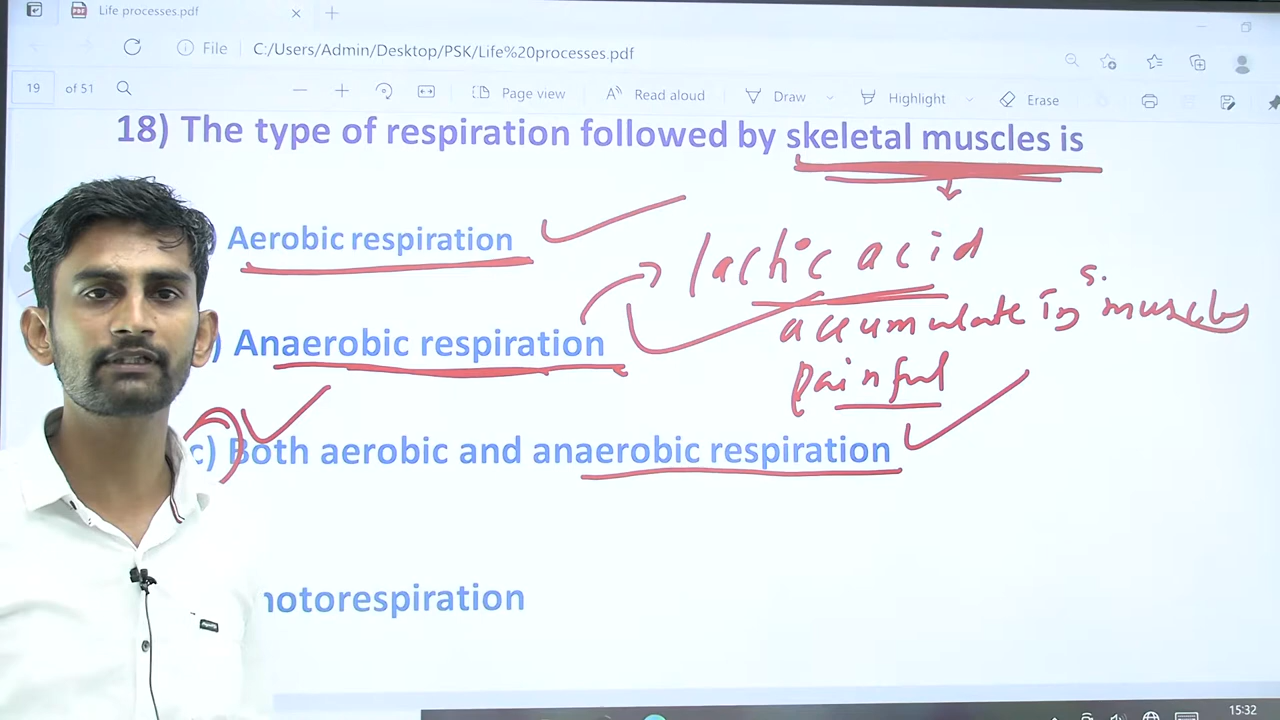 Life processes.pdf
File C:/Users/Admin/Desktop/PSK/Life%20processes.pdf
19 of 51 Page view Read aloud Draw Highlight Erase
18) The type of respiration followed by skeletal muscles is
) Aerobic respiration
lactic acid
accumulate in s. muscles
) Anaerobic respiration
painful
c) Both aerobic and anaerobic respiration
hotorespiration
15:32